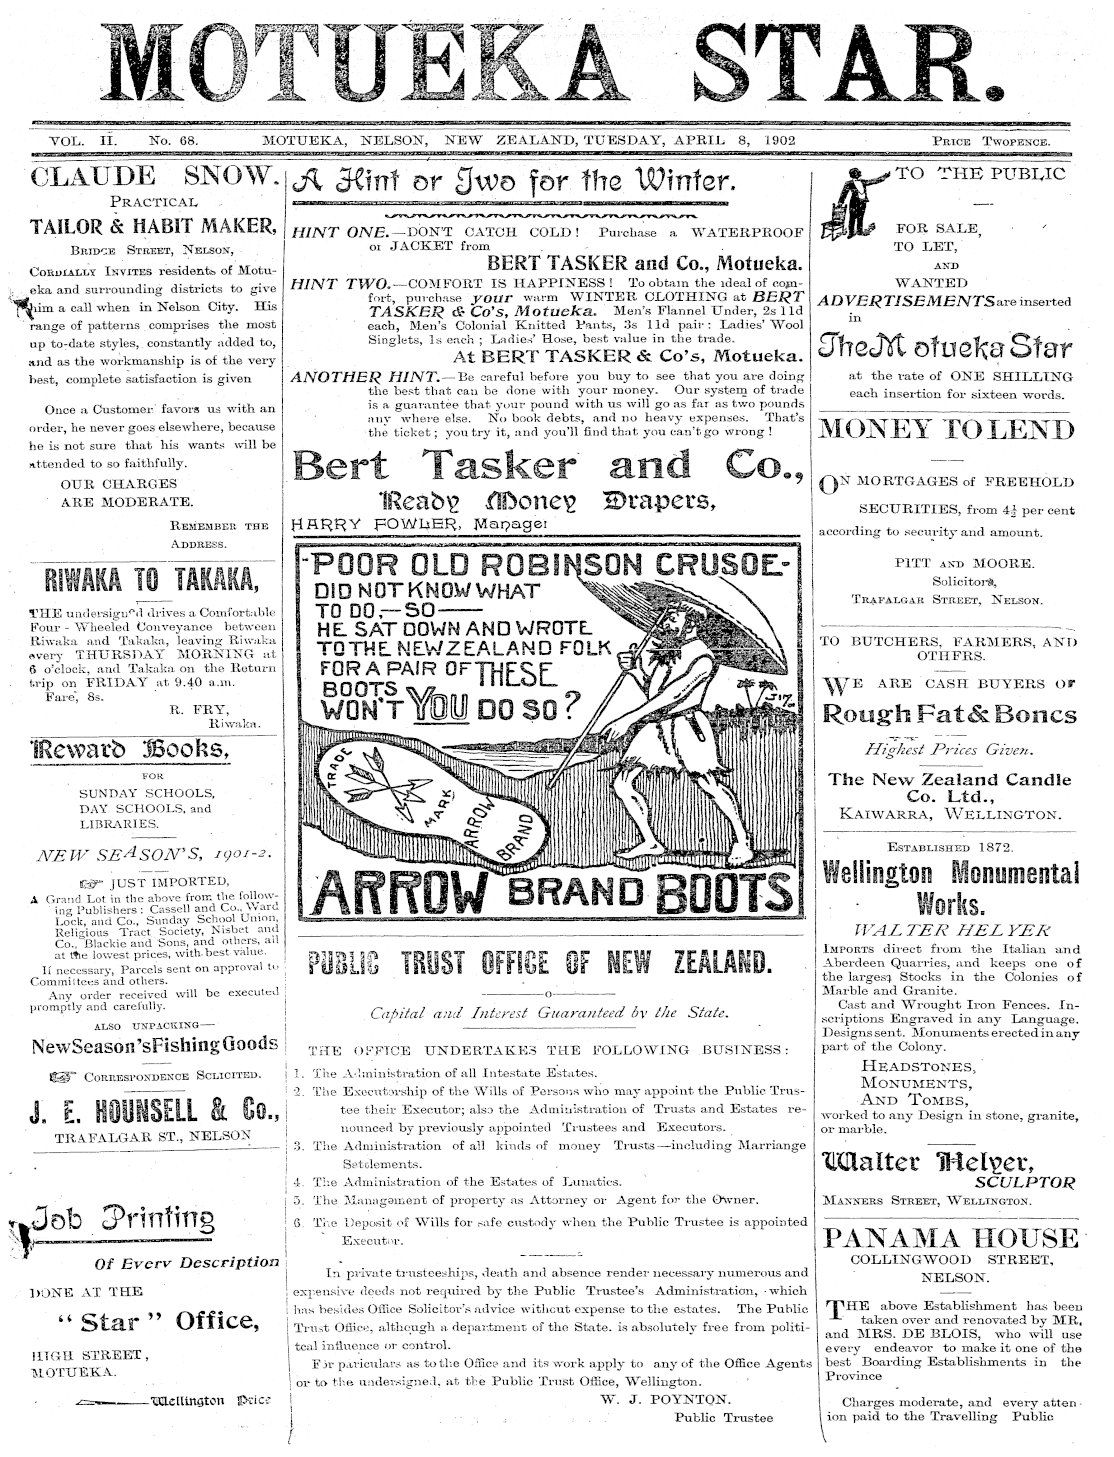 MOTUEKA STAR.
VOL. II. No. 68. MOTUEKA, NELSON, NEW ZEALAND, TUESDAY, APRIL 8, 1902 PRICE TWOPENCE.
CLAUDE SNOW.
PRACTICAL
TAILOR & HABIT MAKER,
BRIDGE STREET, NELSON,
CORDIALLY INVITES residents of Motu-
eka and surrounding districts to give
him a call when in Nelson City. His
range of patterns comprises the most
up to-date styles, constantly added to,
and as the workmanship is of the very
best, complete satisfaction is given
Once a Customer favors us with an
order, he never goes elsewhere, because
he is not sure that his wants will be
attended to so faithfully.
OUR CHARGES
ARE MODERATE.
REMEMBER THE
ADDRESS.
RIWAKA TO TAKAKA,
THE undersigned drives a Comfortable
Four-Wheeled Conveyance between
Riwaka and Takaka, leaving Riwaka
every THURSDAY MORNING at
6 o'clock, and Takaka on the Return
trip on FRIDAY at 9.40 a.m.
Fare, 8s.
R. FRY,
Riwaka.
Reward Books,
FOR
SUNDAY SCHOOLS,
DAY SCHOOLS, and
LIBRARIES.
NEW SEASON'S, 1901-2.
☞ JUST IMPORTED,
A Grand Lot in the above from the follow-
ing Publishers: Cassell and Co., Ward
Lock, and Co., Sunday School Union,
Religious Tract Society, Nisbet and
Co., Blackie and Sons, and others, all
at the lowest prices, with best value.
If necessary, Parcels sent on approval to
Committees and others.
Any order received will be executed
promptly and carefully.
ALSO UNPACKING—
New Season's Fishing Goods
☞ CORRESPONDENCE SOLICITED.
J. E. HOUNSELL & Co.,
TRAFALGAR ST., NELSON
Job Printing
Of Every Description
DONE AT THE
"Star" Office,
HIGH STREET,
MOTUEKA.
Wellington Price
A Hint or Two for the Winter.
HINT ONE.—DON'T CATCH COLD! Purchase a WATERPROOF
or JACKET from
BERT TASKER and Co., Motueka.
HINT TWO.—COMFORT IS HAPPINESS! To obtain the ideal of com-
fort, purchase your warm WINTER CLOTHING at BERT
TASKER & Co's, Motueka. Men's Flannel Under, 2s 11d
each, Men's Colonial Knitted Pants, 3s 11d pair: Ladies' Wool
Singlets, 1s each; Ladies' Hose, best value in the trade.
At BERT TASKER & Co's, Motueka.
ANOTHER HINT.—Be careful before you buy to see that you are doing
the best that can be done with your money. Our system of trade
is a guarantee that your pound with us will go as far as two pounds
any where else. No book debts, and no heavy expenses. That's
the ticket; you try it, and you'll find that you can't go wrong!
Bert Tasker and Co.,
Ready Money Drapers,
HARRY FOWLER, Manager
-POOR OLD ROBINSON CRUSOE-
DID NOT KNOW WHAT
TO DO,—SO——
HE SAT DOWN AND WROTE
TO THE NEW ZEALAND FOLK
FOR A PAIR OF THESE
BOOTS
WON'T YOU DO SO?
TRADE
MARK
ARROW
BRAND
ARROW BRAND BOOTS
PUBLIC TRUST OFFICE OF NEW ZEALAND.
o
Capital and Interest Guaranteed by the State.
THE OFFICE UNDERTAKES THE FOLLOWING BUSINESS:
1. The Administration of all Intestate Estates.
2. The Executorship of the Wills of Persons who may appoint the Public Trus-
tee their Executor; also the Administration of Trusts and Estates re-
nounced by previously appointed Trustees and Executors.
3. The Administration of all kinds of money Trusts—including Marriange
Settlements.
4. The Administration of the Estates of Lunatics.
5. The Management of property as Attorney or Agent for the Owner.
6. The Deposit of Wills for safe custody when the Public Trustee is appointed
Executor.
In private trusteeships, death and absence render necessary numerous and
expensive deeds not required by the Public Trustee's Administration, which
has besides Office Solicitor's advice without expense to the estates. The Public
Trust Office, although a department of the State. is absolutely free from politi-
tcal influence or control.
For pariculars as to the Office and its work apply to any of the Office Agents
or to the undersigned, at the Public Trust Office, Wellington.
W. J. POYNTON.
Public Trustee
TO THE PUBLIC
FOR SALE,
TO LET,
AND
WANTED
ADVERTISEMENTS are inserted
in
The Motueka Star
at the rate of ONE SHILLING
each insertion for sixteen words.
MONEY TO LEND
ON MORTGAGES of FREEHOLD
SECURITIES, from 4½ per cent
according to security and amount.
PITT AND MOORE.
Solicitors,
TRAFALGAR STREET, NELSON.
TO BUTCHERS, FARMERS, AND
OTHERS.
WE ARE CASH BUYERS OF
Rough Fat & Bones
Highest Prices Given.
The New Zealand Candle
Co. Ltd.,
KAIWARRA, WELLINGTON.
ESTABLISHED 1872.
Wellington Monumental
Works.
WALTER HELYER
IMPORTS direct from the Italian and
Aberdeen Quarries, and keeps one of
the largest Stocks in the Colonies of
Marble and Granite.
Cast and Wrought Iron Fences. In-
scriptions Engraved in any Language.
Designs sent. Monuments erected in any
part of the Colony.
HEADSTONES,
MONUMENTS,
AND TOMBS,
worked to any Design in stone, granite,
or marble.
Walter Helyer,
SCULPTOR
MANNERS STREET, WELLINGTON.
PANAMA HOUSE
COLLINGWOOD STREET,
NELSON.
THE above Establishment has been
taken over and renovated by MR,
and MRS. DE BLOIS, who will use
every endeavor to make it one of the
best Boarding Establishments in the
Province
Charges moderate, and every atten-
ion paid to the Travelling Public